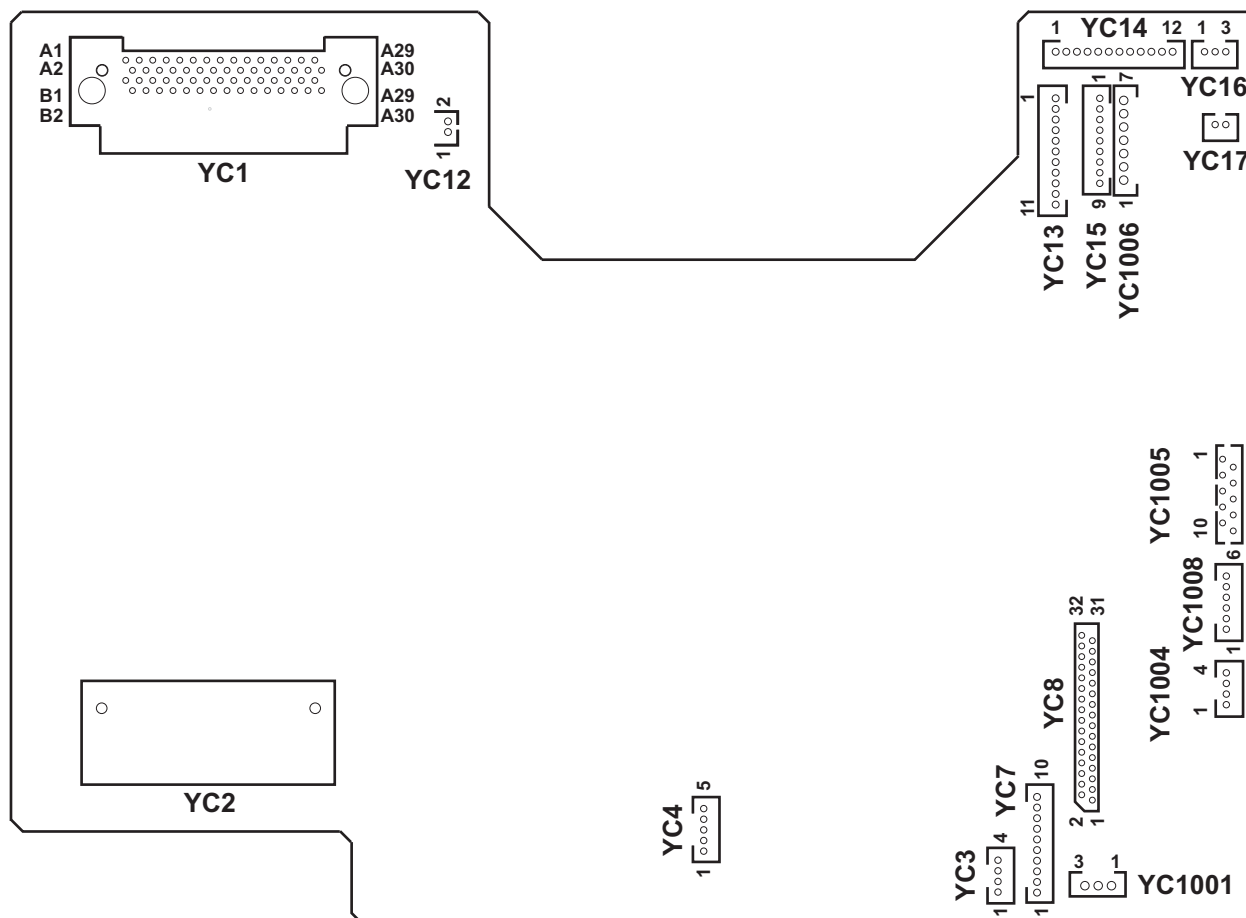 1 YC14 12 1 3
A1 A29
A2 A30
B1 A29
B2 A30
YC1
2
1
YC12
YC16
YC17
1
11
YC13
1
9
YC15
7
1
YC1006
YC1005
1
10
YC1008
6
1
YC1004
4
1
32 31
YC8
2 1
YC2
YC4
5
1
YC7
10
1
YC3
4
1
3 1
YC1001